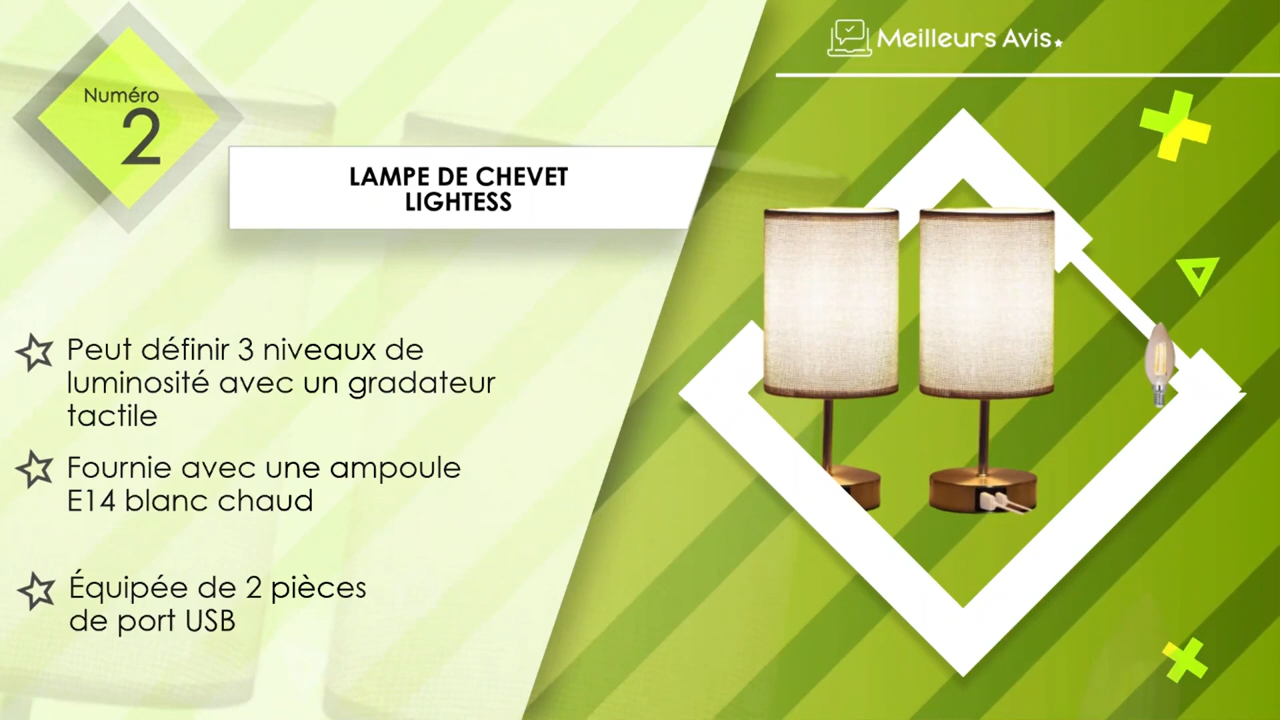 Meilleurs Avis
Numéro
2
LAMPE DE CHEVET
LIGHTESS
Peut définir 3 niveaux de
luminosité avec un gradateur
tactile
Fournie avec une ampoule
E14 blanc chaud
Équipée de 2 pièces
de port USB